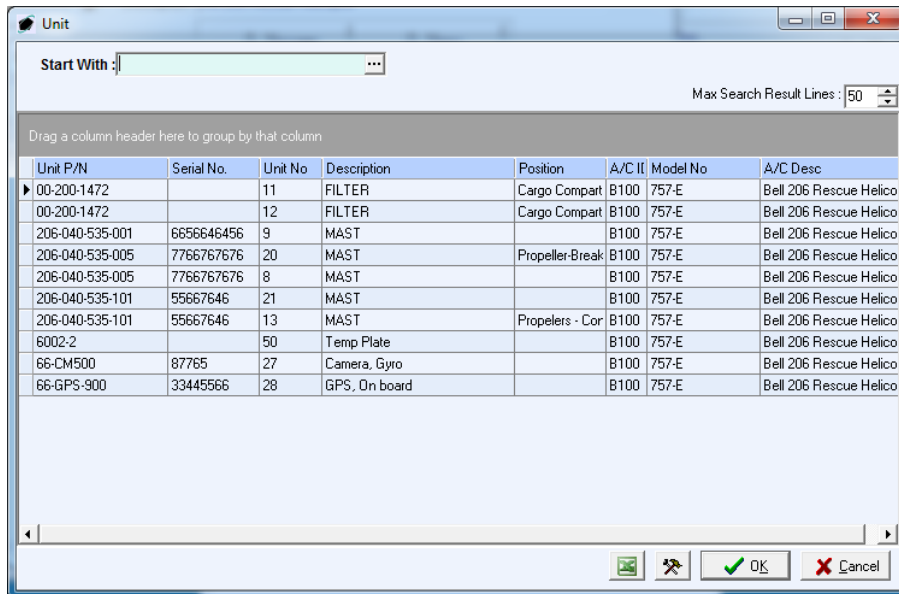 Unit
Start With :
...
Max Search Result Lines : 50
Drag a column header here to group by that column
Unit P/N Serial No. Unit No Description Position A/C II Model No A/C Desc
00-200-1472 11 FILTER Cargo Compart B100 757-E Bell 206 Rescue Helico
00-200-1472 12 FILTER Cargo Compart B100 757-E Bell 206 Rescue Helico
206-040-535-001 6656646456 9 MAST B100 757-E Bell 206 Rescue Helico
206-040-535-005 7766767676 20 MAST Propeller-Break B100 757-E Bell 206 Rescue Helico
206-040-535-005 7766767676 8 MAST B100 757-E Bell 206 Rescue Helico
206-040-535-101 55667646 21 MAST B100 757-E Bell 206 Rescue Helico
206-040-535-101 55667646 13 MAST Propelers - Cor B100 757-E Bell 206 Rescue Helico
6002-2 50 Temp Plate B100 757-E Bell 206 Rescue Helico
66-CM500 87765 27 Camera, Gyro B100 757-E Bell 206 Rescue Helico
66-GPS-900 33445566 28 GPS, On board B100 757-E Bell 206 Rescue Helico
OK Cancel